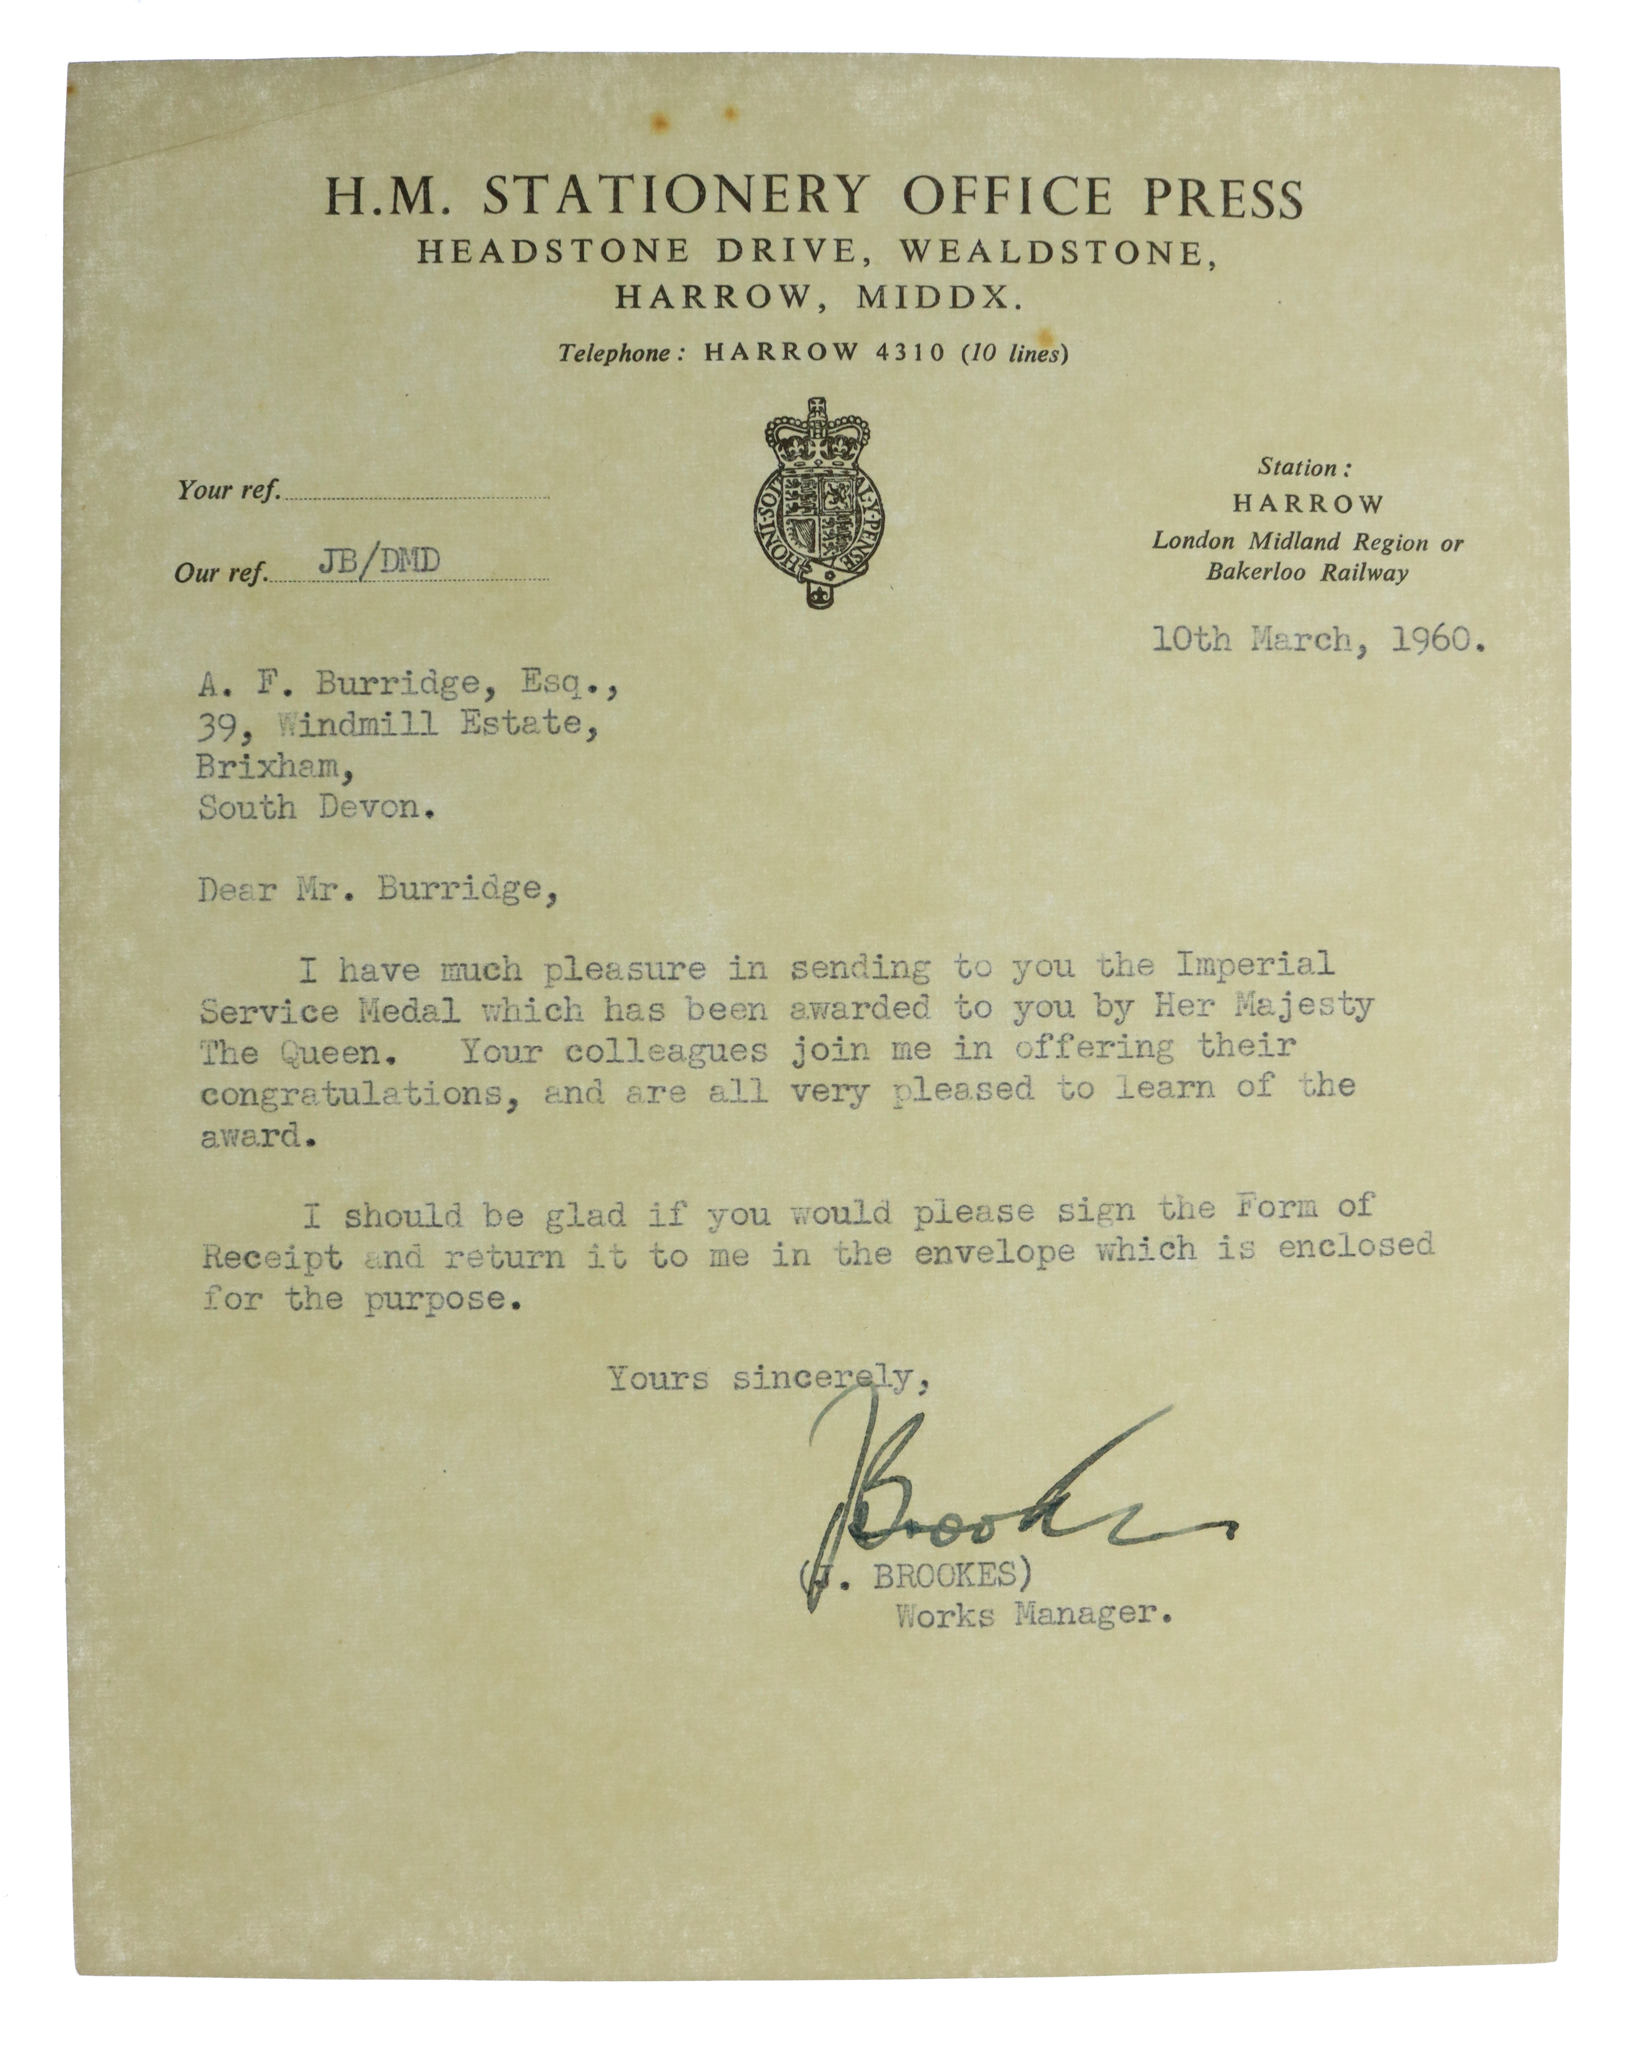 H.M. STATIONERY OFFICE PRESS
HEADSTONE DRIVE, WEALDSTONE,
HARROW, MIDDX.
Telephone: HARROW 4310 (10 lines)
HONI·SOIT AL·Y·PENSE
Your ref.
Our ref. JB/DMD
Station:
HARROW
London Midland Region or
Bakerloo Railway
10th March, 1960.
A. F. Burridge, Esq.,
39, Windmill Estate,
Brixham,
South Devon.
Dear Mr. Burridge,
I have much pleasure in sending to you the Imperial
Service Medal which has been awarded to you by Her Majesty
The Queen. Your colleagues join me in offering their
congratulations, and are all very pleased to learn of the
award.
I should be glad if you would please sign the Form of
Receipt and return it to me in the envelope which is enclosed
for the purpose.
Yours sincerely,
J Brookes
(J. BROOKES)
Works Manager.